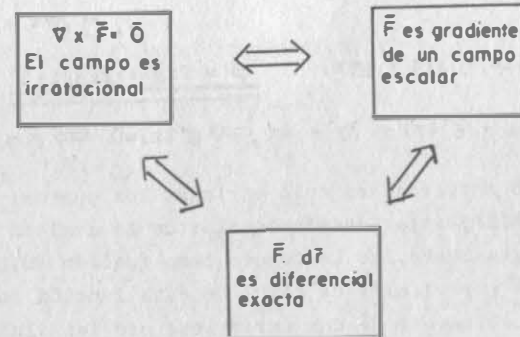 ∇ x F̄ = Ō
El campo es
irrotacional
F̄ es gradiente
de un campo
escalar
F̄. dr̄
es diferencial
exacta